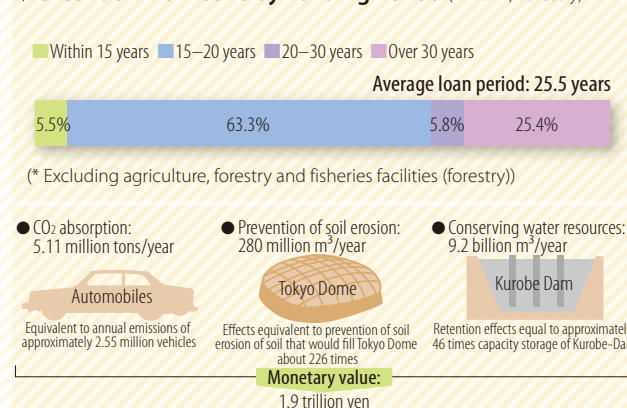 Within 15 years 15–20 years 20–30 years Over 30 years
Average loan period: 25.5 years
5.5% 63.3% 5.8% 25.4%
(* Excluding agriculture, forestry and fisheries facilities (forestry))
● CO2 absorption:
5.11 million tons/year
Automobiles
Equivalent to annual emissions of
approximately 2.55 million vehicles
● Prevention of soil erosion:
280 million m³/year
Tokyo Dome
Effects equivalent to prevention of soil
erosion of soil that would fill Tokyo Dome
about 226 times
● Conserving water resources:
9.2 billion m³/year
Kurobe Dam
Retention effects equal to approximate
46 times capacity storage of Kurobe-Da
Monetary value:
1.9 trillion yen